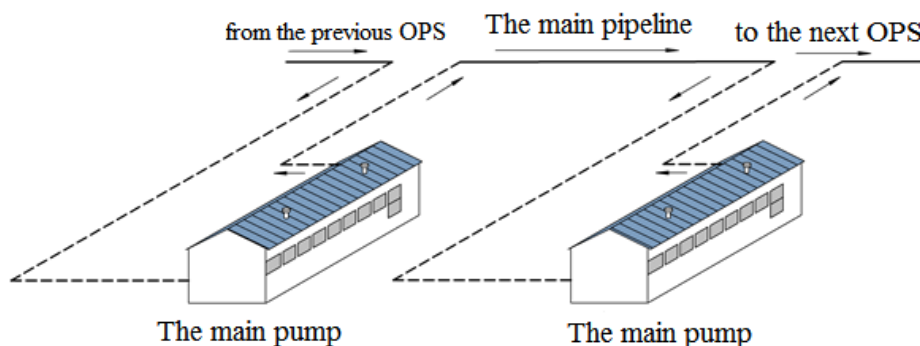 from the previous OPS
The main pipeline
to the next OPS
The main pump
The main pump